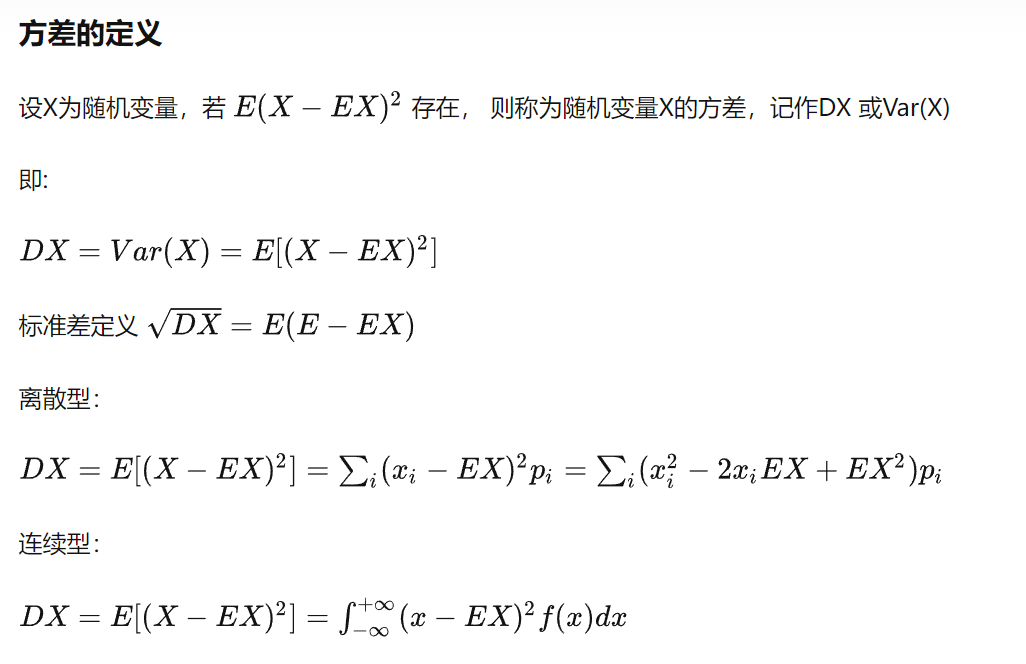 方差的定义
设X为随机变量，若 $E(X-EX)^2$ 存在， 则称为随机变量X的方差，记作DX 或Var(X)
即:
$DX = Var(X) = E[(X-EX)^2]$
标准差定义 $\sqrt{DX} = E(E-EX)$
离散型：
$DX = E[(X-EX)^2] = \sum_i (x_i-EX)^2 p_i = \sum_i (x_i^2-2x_iEX+EX^2)p_i$
连续型：
$DX = E[(X-EX)^2] = \int_{-\infty}^{+\infty} (x-EX)^2 f(x)dx$